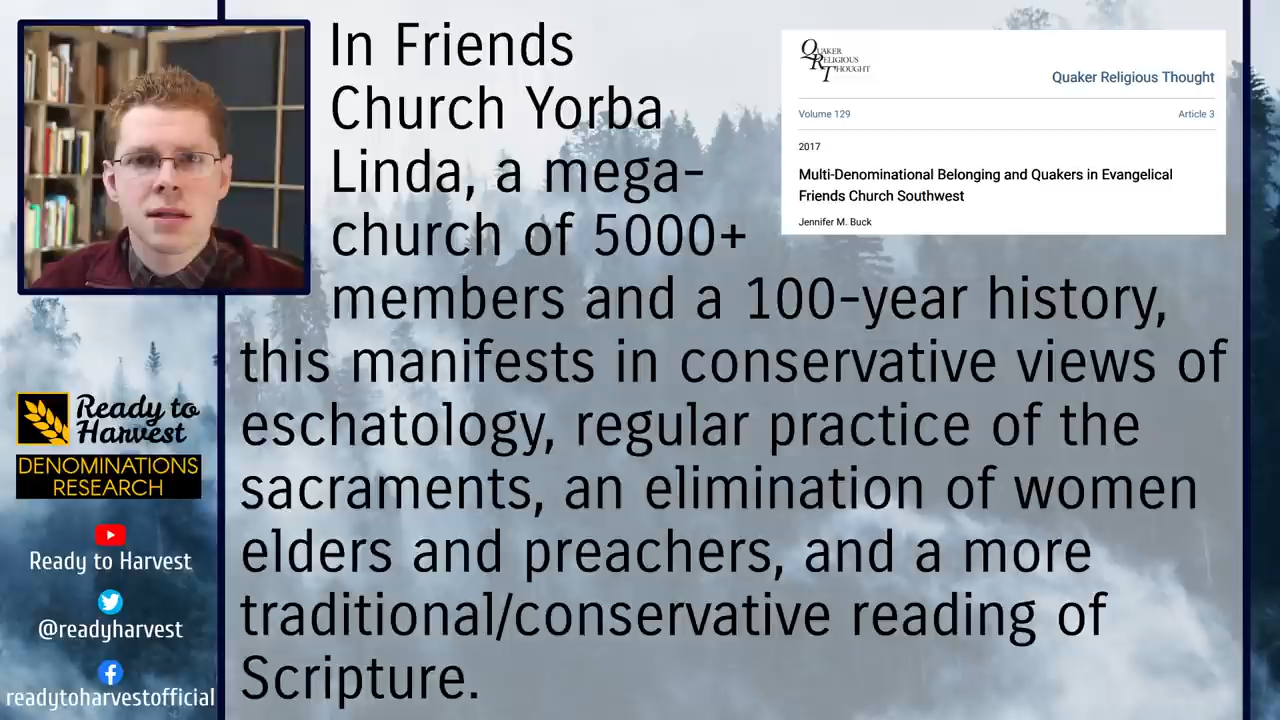 In Friends
Church Yorba
Linda, a mega-
church of 5000+
members and a 100-year history,
this manifests in conservative views of
eschatology, regular practice of the
sacraments, an elimination of women
elders and preachers, and a more
traditional/conservative reading of
Scripture.
QUAKER
RELIGIOUS
THOUGHT
Quaker Religious Thought
Volume 129
Article 3
2017
Multi-Denominational Belonging and Quakers in Evangelical
Friends Church Southwest
Jennifer M. Buck
Ready to
Harvest
DENOMINATIONS
RESEARCH
Ready to Harvest
@readyharvest
readytoharvestofficial